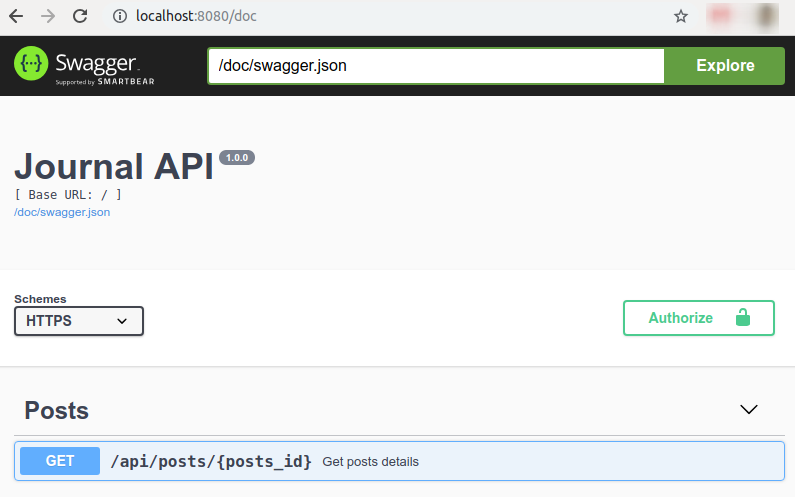 localhost:8080/doc
Swagger
Supported by SMARTBEAR
/doc/swagger.json
Explore
Journal API 1.0.0
[ Base URL: / ]
/doc/swagger.json
Schemes
HTTPS
Authorize
Posts
GET /api/posts/{posts_id} Get posts details